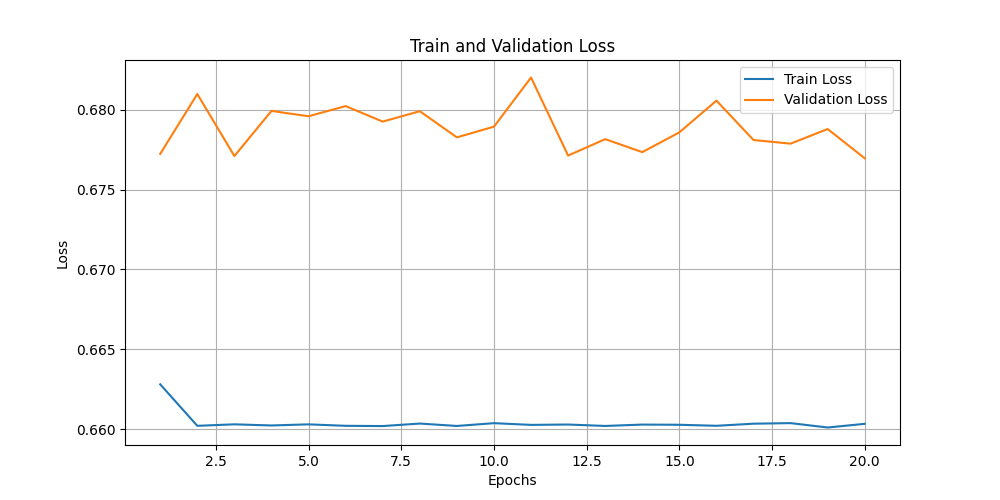 Train and Validation Loss
Train Loss
Validation Loss
0.680
0.675
0.670
0.665
0.660
Loss
2.5 5.0 7.5 10.0 12.5 15.0 17.5 20.0
Epochs